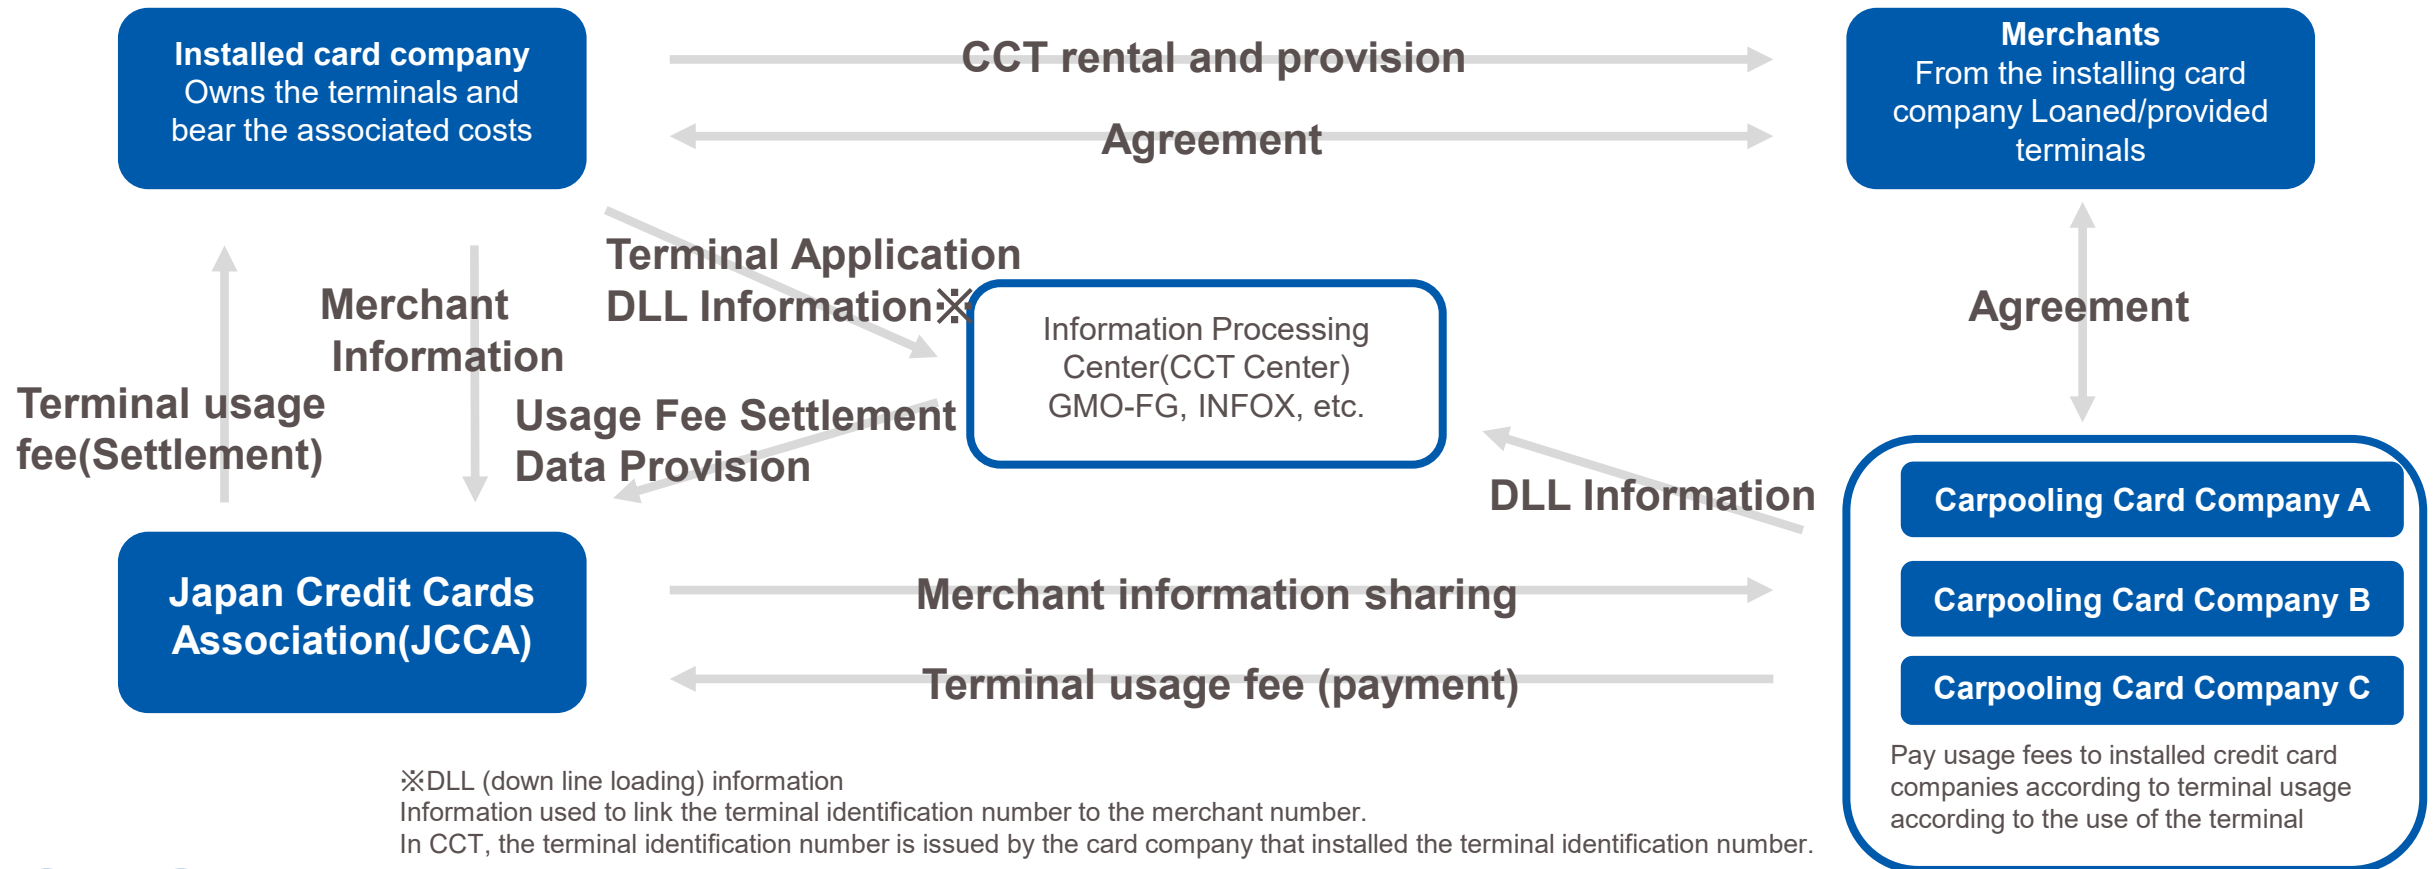 Installed card company
Owns the terminals and
bear the associated costs
CCT rental and provision
Agreement
Merchants
From the installing card
company Loaned/provided
terminals
Terminal Application
DLL Information※
Merchant
Information
Terminal usage
fee(Settlement)
Usage Fee Settlement
Data Provision
Information Processing
Center(CCT Center)
GMO-FG, INFOX, etc.
Agreement
DLL Information
Japan Credit Cards
Association(JCCA)
Merchant information sharing
Terminal usage fee (payment)
Carpooling Card Company A
Carpooling Card Company B
Carpooling Card Company C
Pay usage fees to installed credit card
companies according to terminal usage
according to the use of the terminal
※DLL (down line loading) information
Information used to link the terminal identification number to the merchant number.
In CCT, the terminal identification number is issued by the card company that installed the terminal identification number.